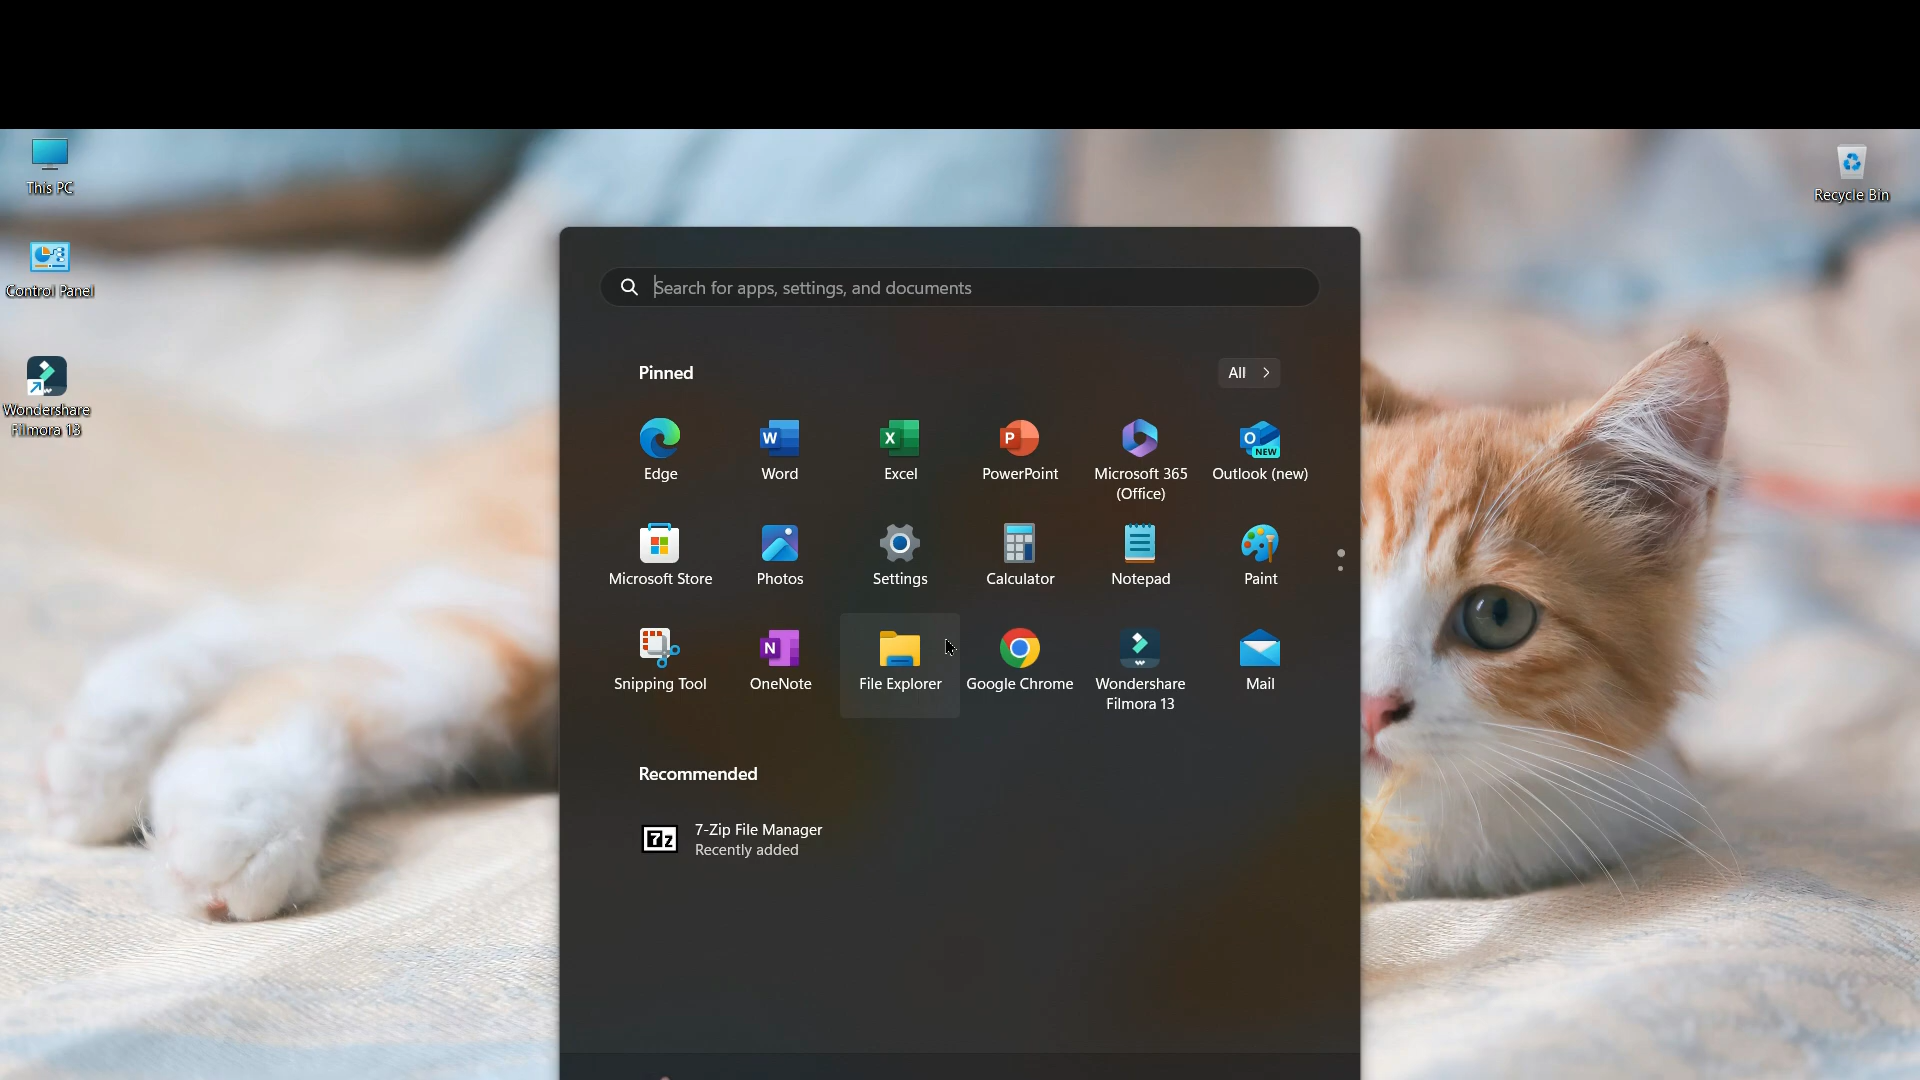 This PC
Recycle Bin
Control Panel
Search for apps, settings, and documents
Wondershare
Filmora 13
Pinned
All
Edge
Word
Excel
PowerPoint
Microsoft 365
(Office)
Outlook (new)
Microsoft Store
Photos
Settings
Calculator
Notepad
Paint
Snipping Tool
OneNote
File Explorer
Google Chrome
Wondershare
Filmora 13
Mail
Recommended
7-Zip File Manager
Recently added